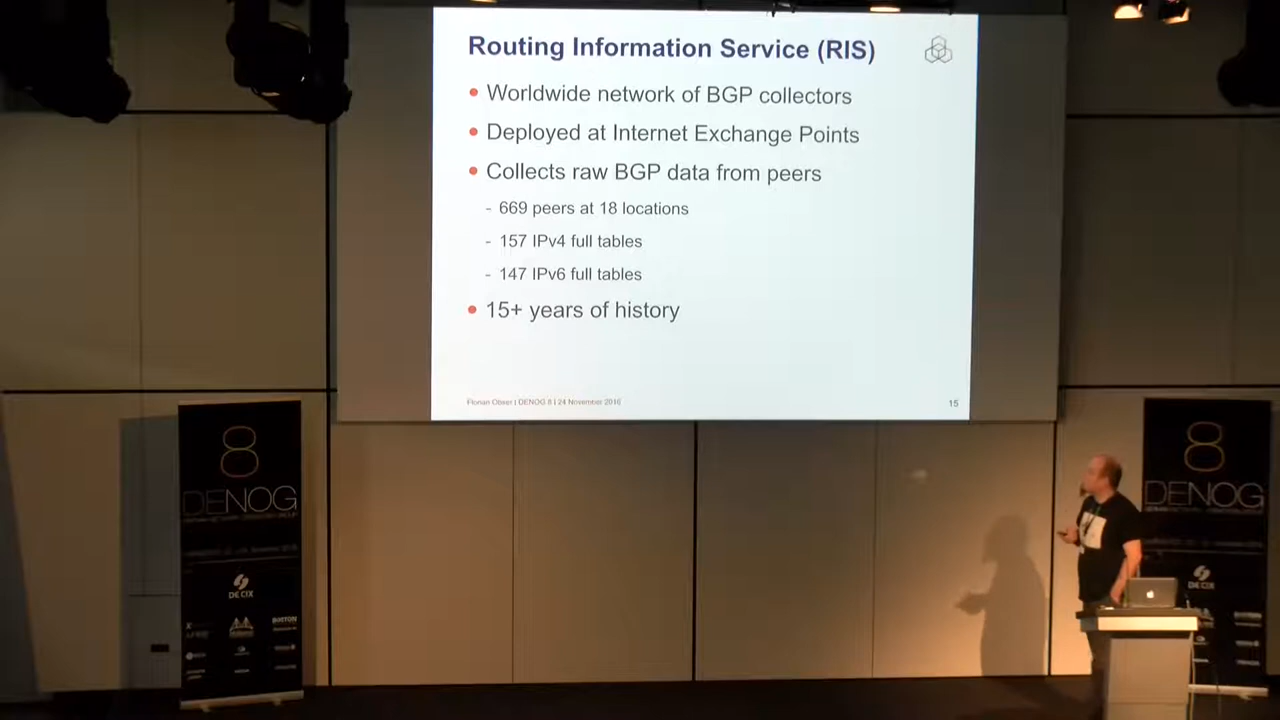 Routing Information Service (RIS)
• Worldwide network of BGP collectors
• Deployed at Internet Exchange Points
• Collects raw BGP data from peers
- 669 peers at 18 locations
- 157 IPv4 full tables
- 147 IPv6 full tables
• 15+ years of history
Florian Obser | DENOG 8 | 24 November 2016
15
8
DENOG
DE CIX
8
DENOG
DE CIX